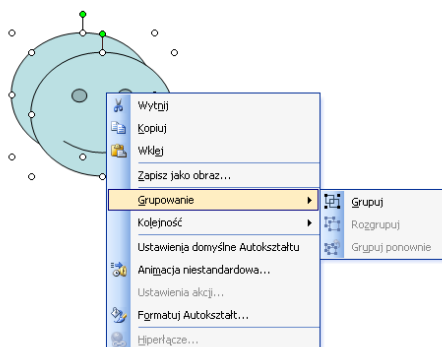 Wytnij
Kopiuj
Wklej
Zapisz jako obraz...
Grupowanie
Grupuj
Kolejność
Rozgrupuj
Ustawienia domyślne Autokształtu
Grupuj ponownie
Animacja niestandardowa...
Ustawienia akcji...
Formatuj Autokształt...
Hiperłącze...